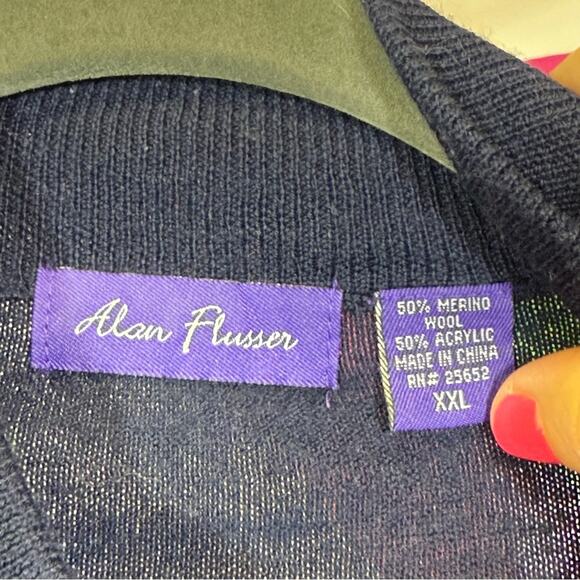 Alan Flusser
50% MERINO
WOOL
50% ACRYLIC
MADE IN CHINA
RN# 25652
XXL